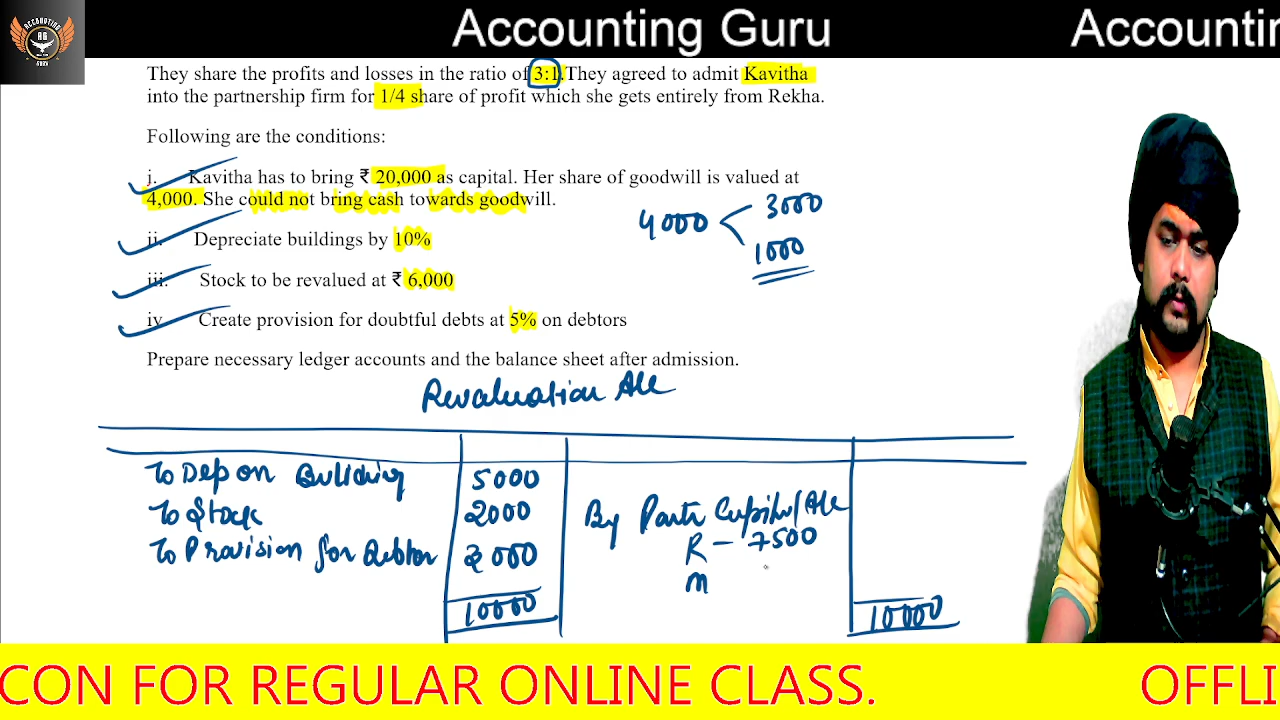 ACCOUNTING
AG
GURU
Accounting Guru
Accountin
They share the profits and losses in the ratio of 3:1. They agreed to admit Kavitha
into the partnership firm for 1/4 share of profit which she gets entirely from Rekha.
Following are the conditions:
i. Kavitha has to bring ₹ 20,000 as capital. Her share of goodwill is valued at
4,000. She could not bring cash towards goodwill.
4000 < 3000
1000
ii. Depreciate buildings by 10%
iii. Stock to be revalued at ₹ 6,000
iv. Create provision for doubtful debts at 5% on debtors
Prepare necessary ledger accounts and the balance sheet after admission.
Revaluation A/c
To Dep on Building 5000
To Stock 2000
By Partr Capital A/c
To Provision for Debtor 3000
R - 7500
M
10000
10000
CON FOR REGULAR ONLINE CLASS.
OFFLI